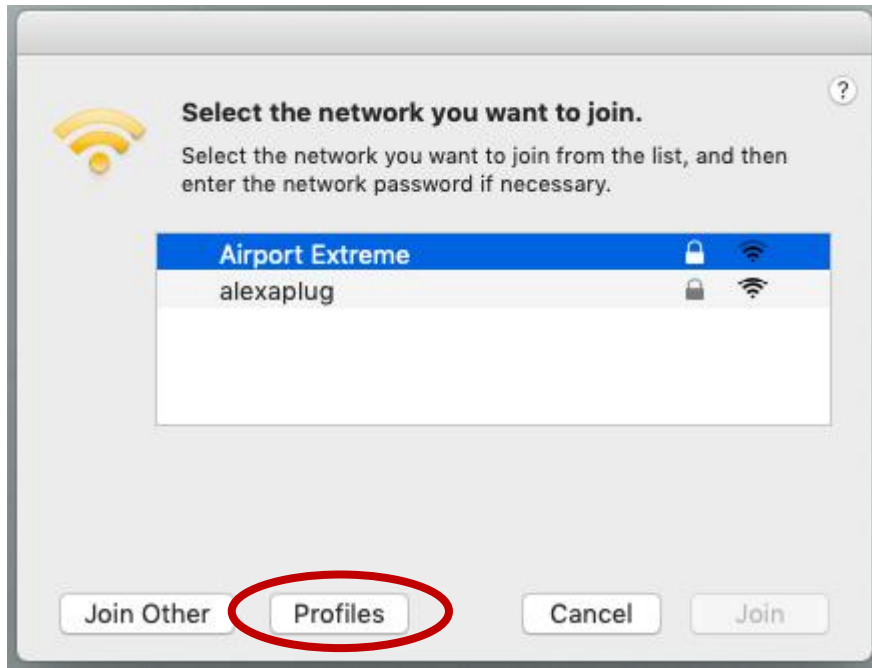 ?
Select the network you want to join.
Select the network you want to join from the list, and then
enter the network password if necessary.
Airport Extreme
alexaplug
Join Other Profiles Cancel Join